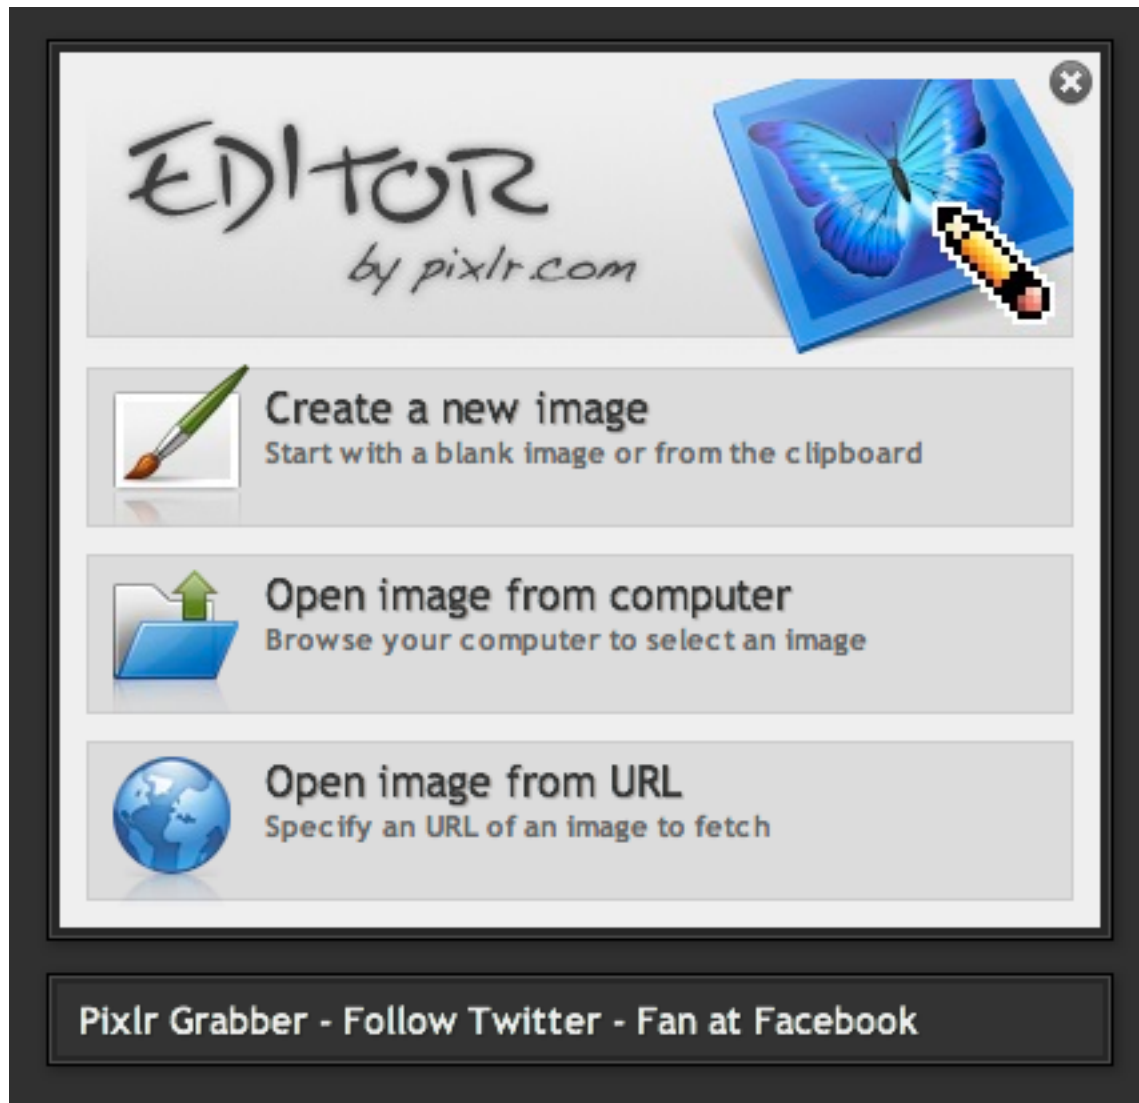 EDITOR
by pixlr.com
Create a new image
Start with a blank image or from the clipboard
Open image from computer
Browse your computer to select an image
Open image from URL
Specify an URL of an image to fetch
Pixlr Grabber - Follow Twitter - Fan at Facebook